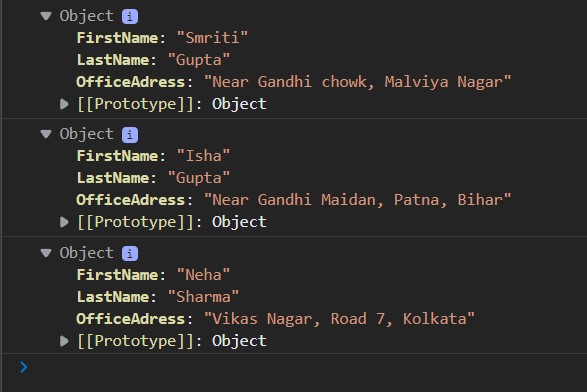 Object i
FirstName: "Smriti"
LastName: "Gupta"
OfficeAdress: "Near Gandhi chowk, Malviya Nagar"
[[Prototype]]: Object
Object i
FirstName: "Isha"
LastName: "Gupta"
OfficeAdress: "Near Gandhi Maidan, Patna, Bihar"
[[Prototype]]: Object
Object i
FirstName: "Neha"
LastName: "Sharma"
OfficeAdress: "Vikas Nagar, Road 7, Kolkata"
[[Prototype]]: Object